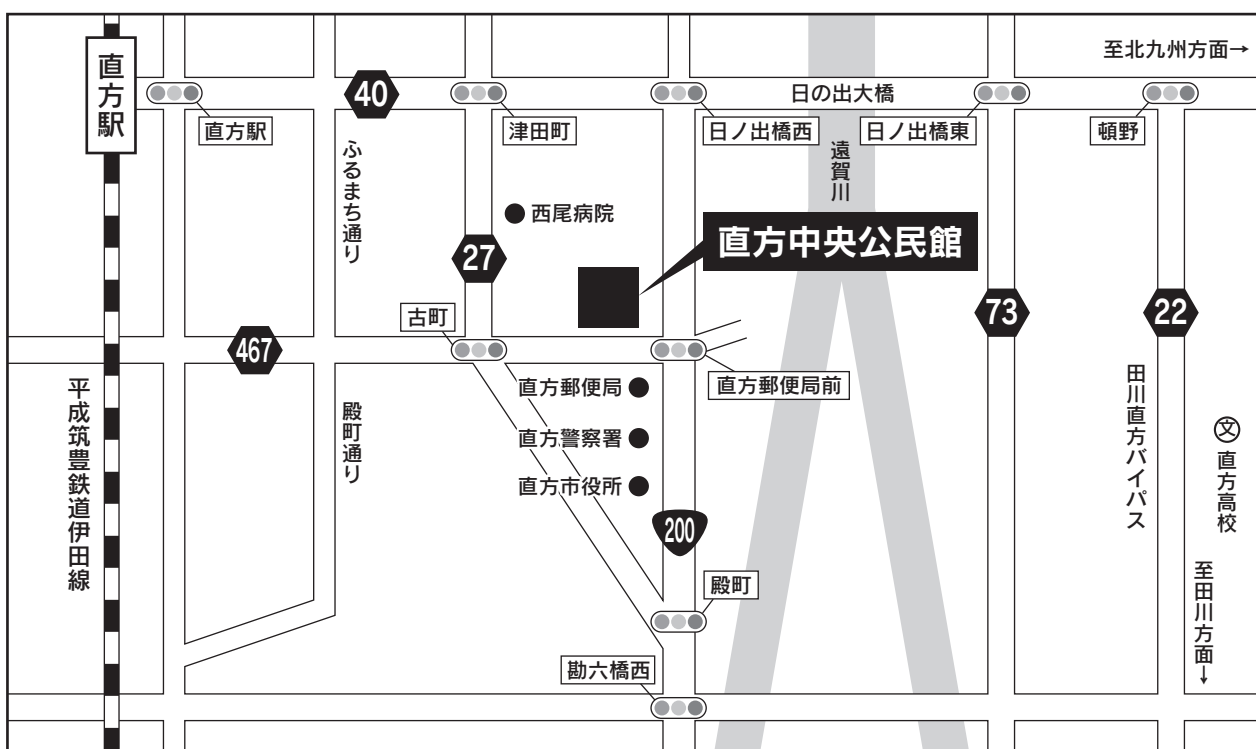 至北九州方面→
直方駅
40
日の出大橋
直方駅
津田町
日ノ出橋西
日ノ出橋東
頓野
ふるまち通り
遠賀川
西尾病院
直方中央公民館
27
古町
73
22
467
直方郵便局
直方郵便局前
平成筑豊鉄道伊田線
殿町通り
田川直方バイパス
文
直方高校
直方警察署
直方市役所
200
殿町
至田川方面→
勘六橋西